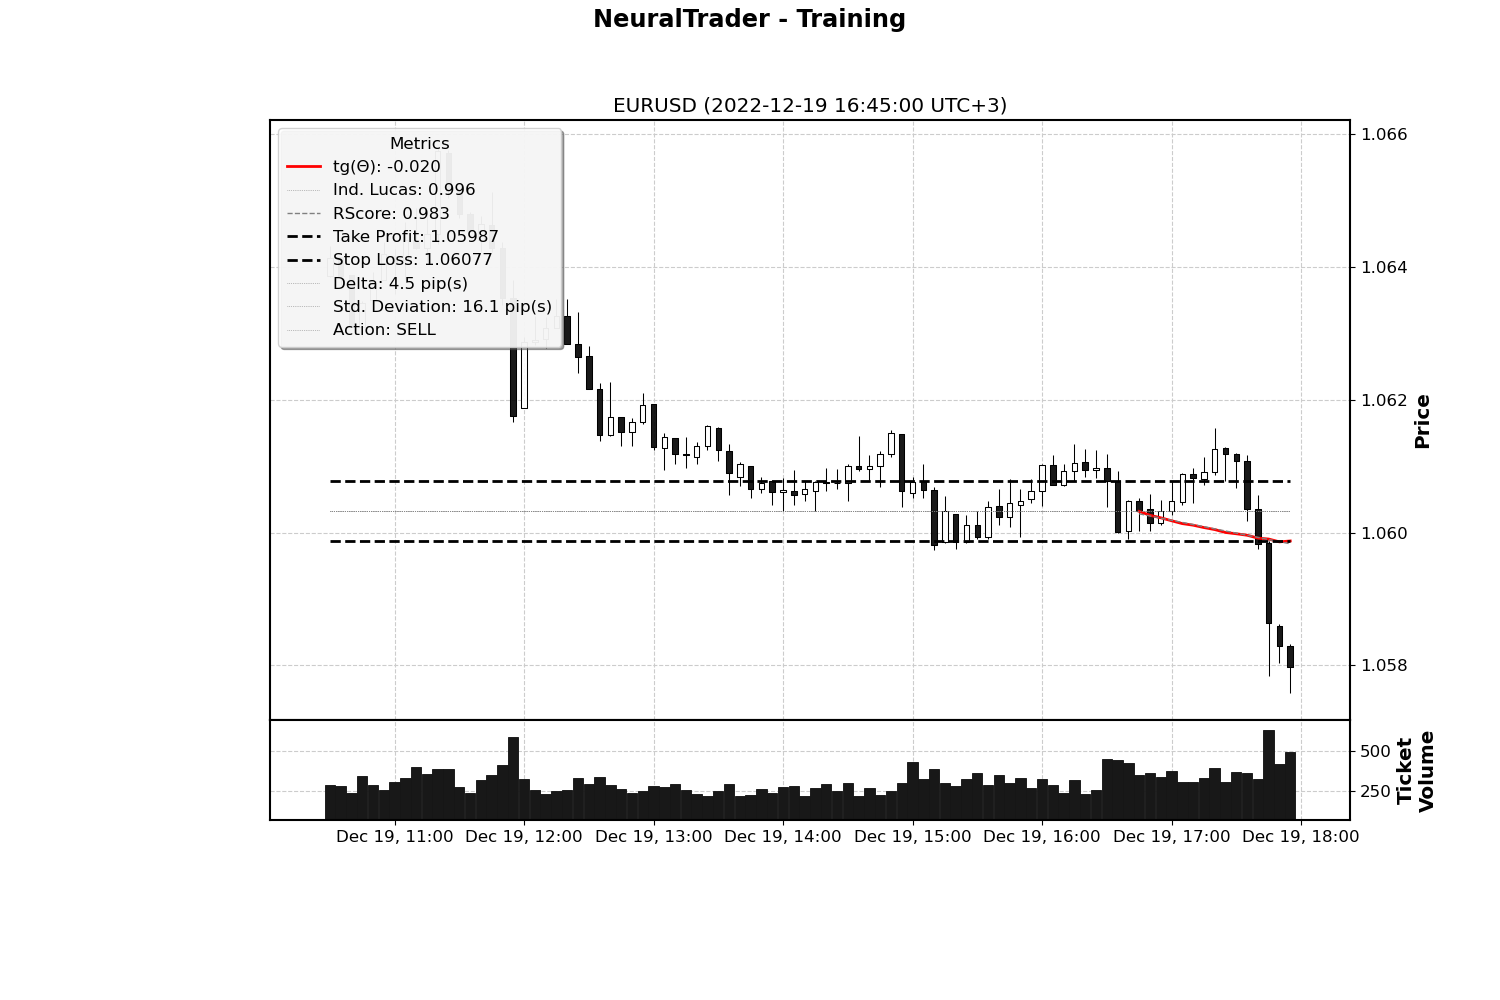 NeuralTrader - Training
EURUSD (2022-12-19 16:45:00 UTC+3)
Metrics
tg(Θ): -0.020
Ind. Lucas: 0.996
RScore: 0.983
Take Profit: 1.05987
Stop Loss: 1.06077
Delta: 4.5 pip(s)
Std. Deviation: 16.1 pip(s)
Action: SELL
1.066
1.064
1.062
1.060
1.058
Price
500
250
Ticket
Volume
Dec 19, 11:00 Dec 19, 12:00 Dec 19, 13:00 Dec 19, 14:00 Dec 19, 15:00 Dec 19, 16:00 Dec 19, 17:00 Dec 19, 18:00